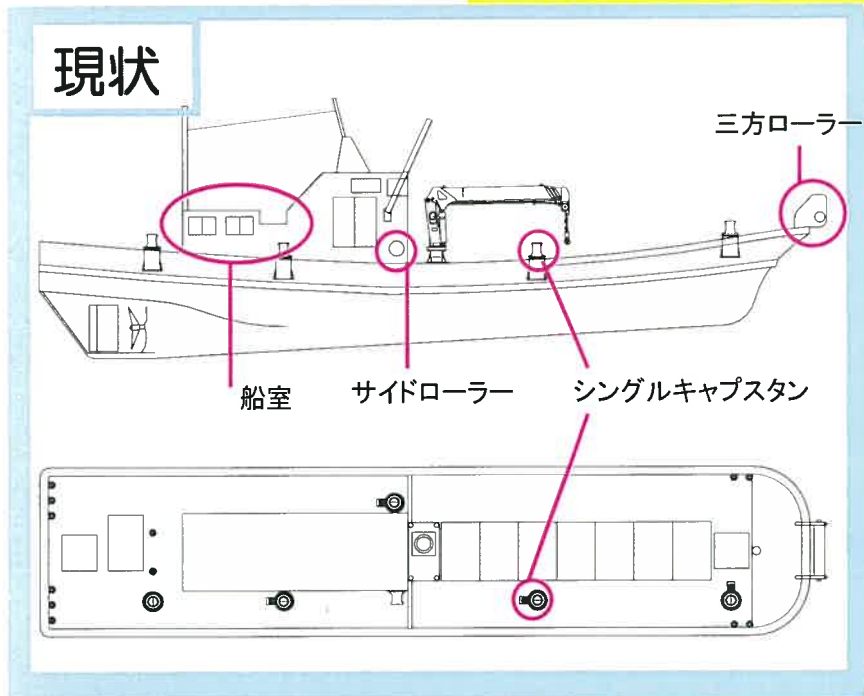 現状
三方ローラー
船室
サイドローラー
シングルキャプスタン